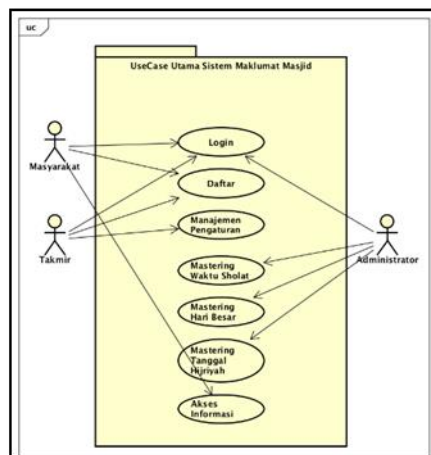 uc
UseCase Utama Sistem Maklumat Masjid
Login
Masyarakat
Daftar
Manajemen
Pengaturan
Takmir
Administrator
Mastering
Waktu Sholat
Mastering
Hari Besar
Mastering
Tanggal
Hijriyah
Akses
Informasi